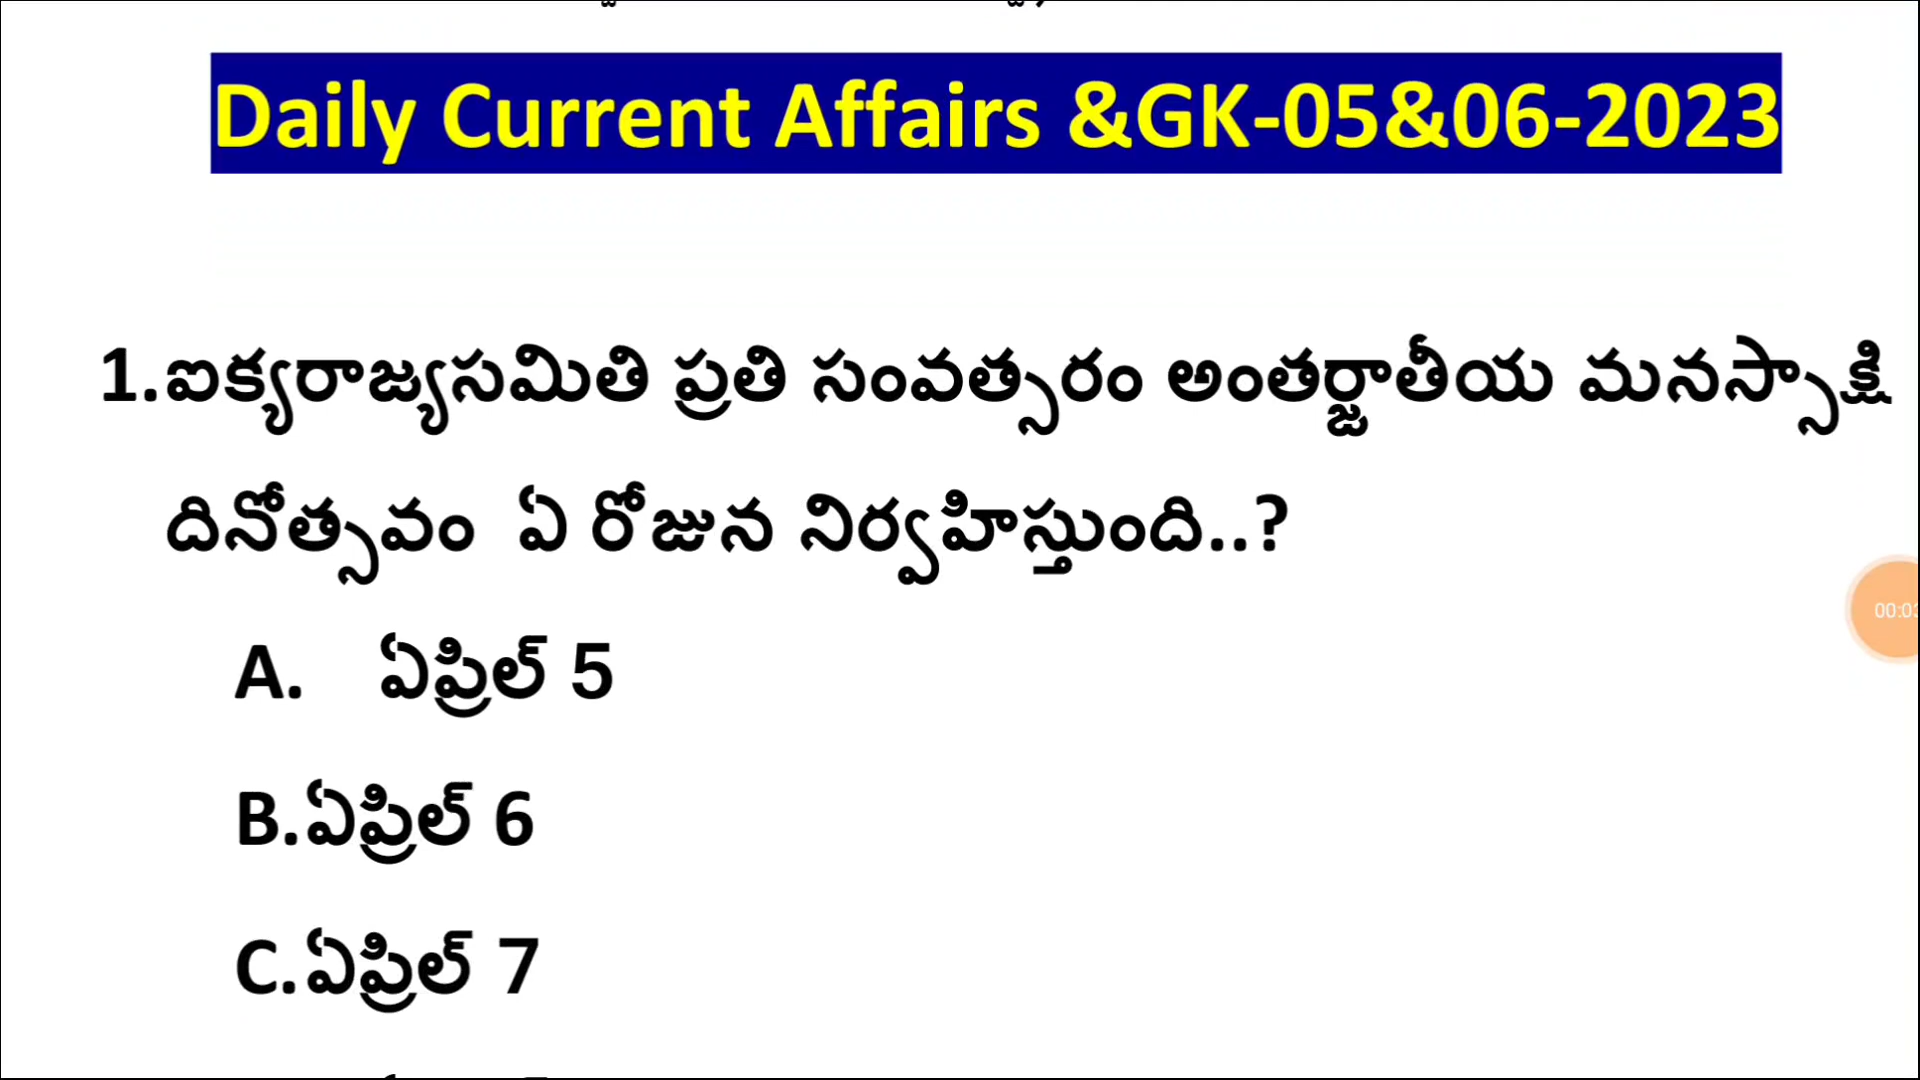 Daily Current Affairs &GK-05&06-2023
1.ఐక్యరాజ్యసమితి ప్రతి సంవత్సరం అంతర్జాతీయ మనస్సాక్షి
దినోత్సవం ఏ రోజున నిర్వహిస్తుంది..?
A. ఏప్రిల్ 5
B.ఏప్రిల్ 6
C.ఏప్రిల్ 7